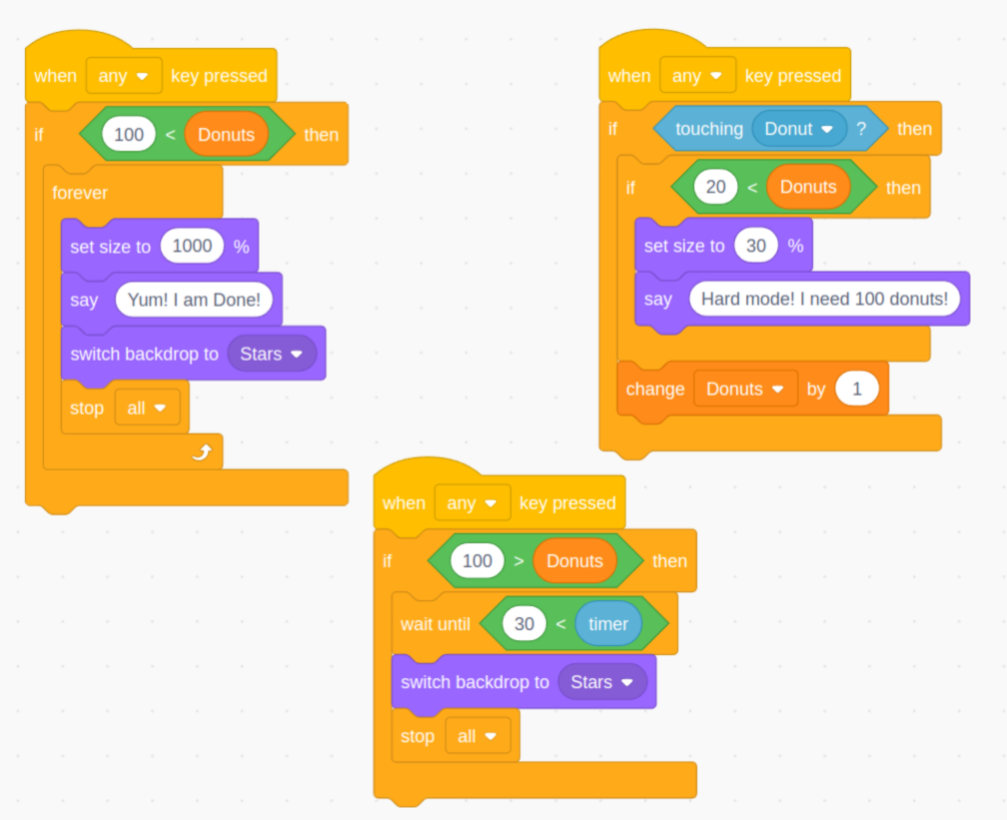 when any key pressed
if 100 < Donuts then
forever
set size to 1000 %
say Yum! I am Done!
switch backdrop to Stars
stop all
when any key pressed
if touching Donut ? then
if 20 < Donuts then
set size to 30 %
say Hard mode! I need 100 donuts!
change Donuts by 1
when any key pressed
if 100 > Donuts then
wait until 30 < timer
switch backdrop to Stars
stop all